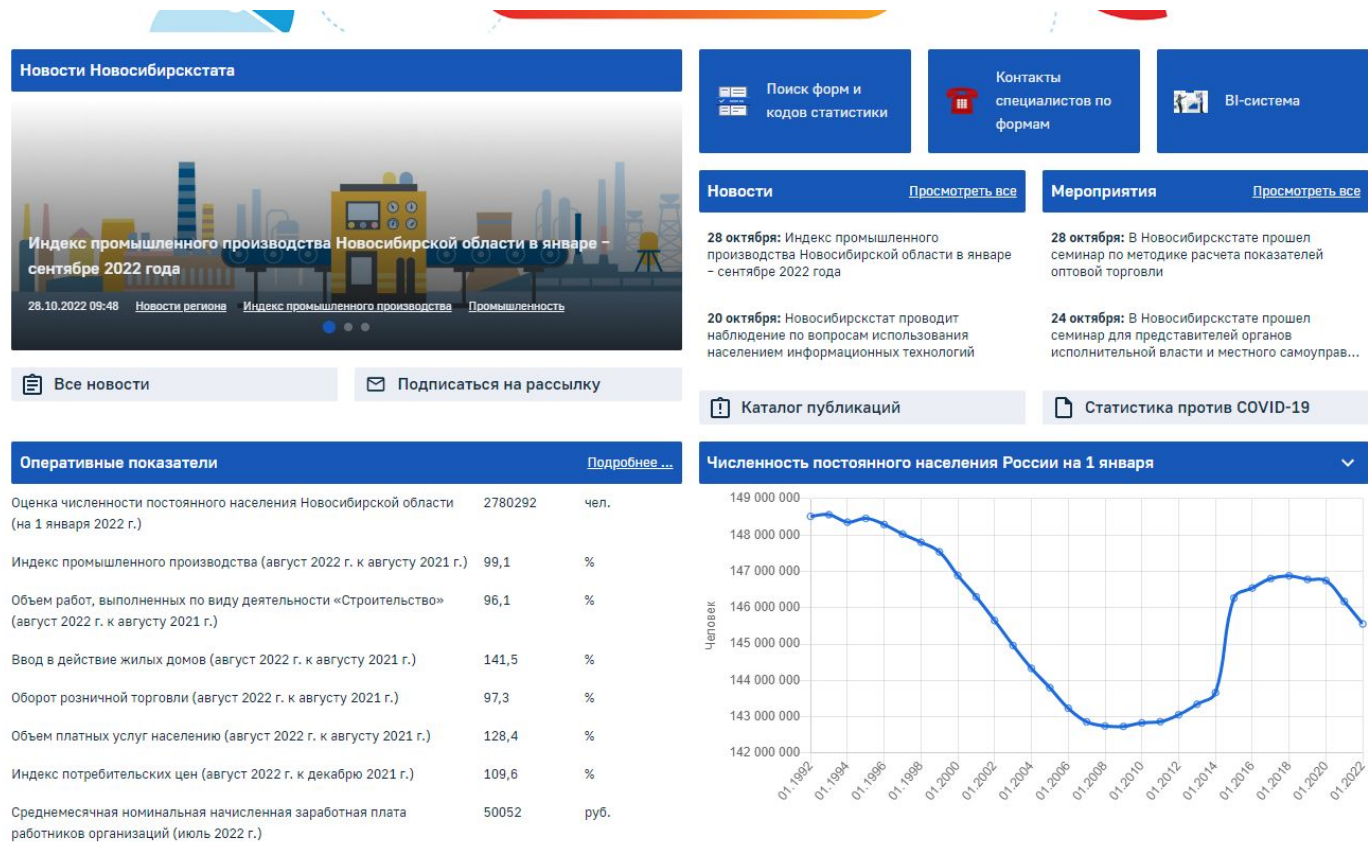 Новости Новосибирскстата
Индекс промышленного производства Новосибирской области в январе –
сентябре 2022 года
28.10.2022 09:48 Новости региона Индекс промышленного производства Промышленность
Все новости
Подписаться на рассылку
Поиск форм и
кодов статистики
Контакты
специалистов по
формам
BI-система
Новости Просмотреть все
28 октября: Индекс промышленного
производства Новосибирской области в январе
– сентябре 2022 года
20 октября: Новосибирскстат проводит
наблюдение по вопросам использования
населением информационных технологий
Каталог публикаций
Мероприятия Просмотреть все
28 октября: В Новосибирскстате прошел
семинар по методике расчета показателей
оптовой торговли
24 октября: В Новосибирскстате прошел
семинар для представителей органов
исполнительной власти и местного самоуправ...
Статистика против COVID-19
Оперативные показатели Подробнее ...
Оценка численности постоянного населения Новосибирской области 2780292 чел.
(на 1 января 2022 г.)
Индекс промышленного производства (август 2022 г. к августу 2021 г.) 99,1 %
Объем работ, выполненных по виду деятельности «Строительство» 96,1 %
(август 2022 г. к августу 2021 г.)
Ввод в действие жилых домов (август 2022 г. к августу 2021 г.) 141,5 %
Оборот розничной торговли (август 2022 г. к августу 2021 г.) 97,3 %
Объем платных услуг населению (август 2022 г. к августу 2021 г.) 128,4 %
Индекс потребительских цен (август 2022 г. к декабрю 2021 г.) 109,6 %
Среднемесячная номинальная начисленная заработная плата 50052 руб.
работников организаций (июль 2022 г.)
Численность постоянного населения России на 1 января
149 000 000
148 000 000
147 000 000
146 000 000
145 000 000
144 000 000
143 000 000
142 000 000
Человек
01.1992 01.1994 01.1996 01.1998 01.2000 01.2002 01.2004 01.2006 01.2008 01.2010 01.2012 01.2014 01.2016 01.2018 01.2020 01.2022